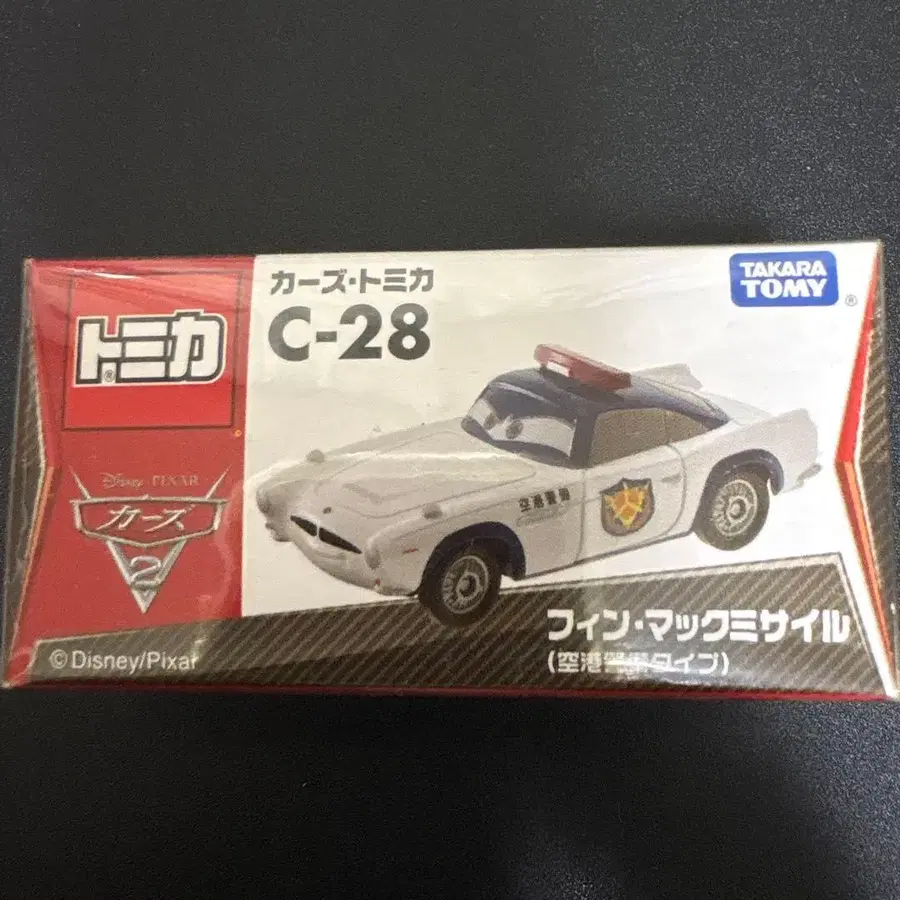 カーズ・トミカ
C-28
TAKARA
TOMY
®
トミカ
®
Disney PIXAR
カーズ
2
空港警備
フィン・マックミサイル
(空港警備タイプ)
©Disney/Pixar